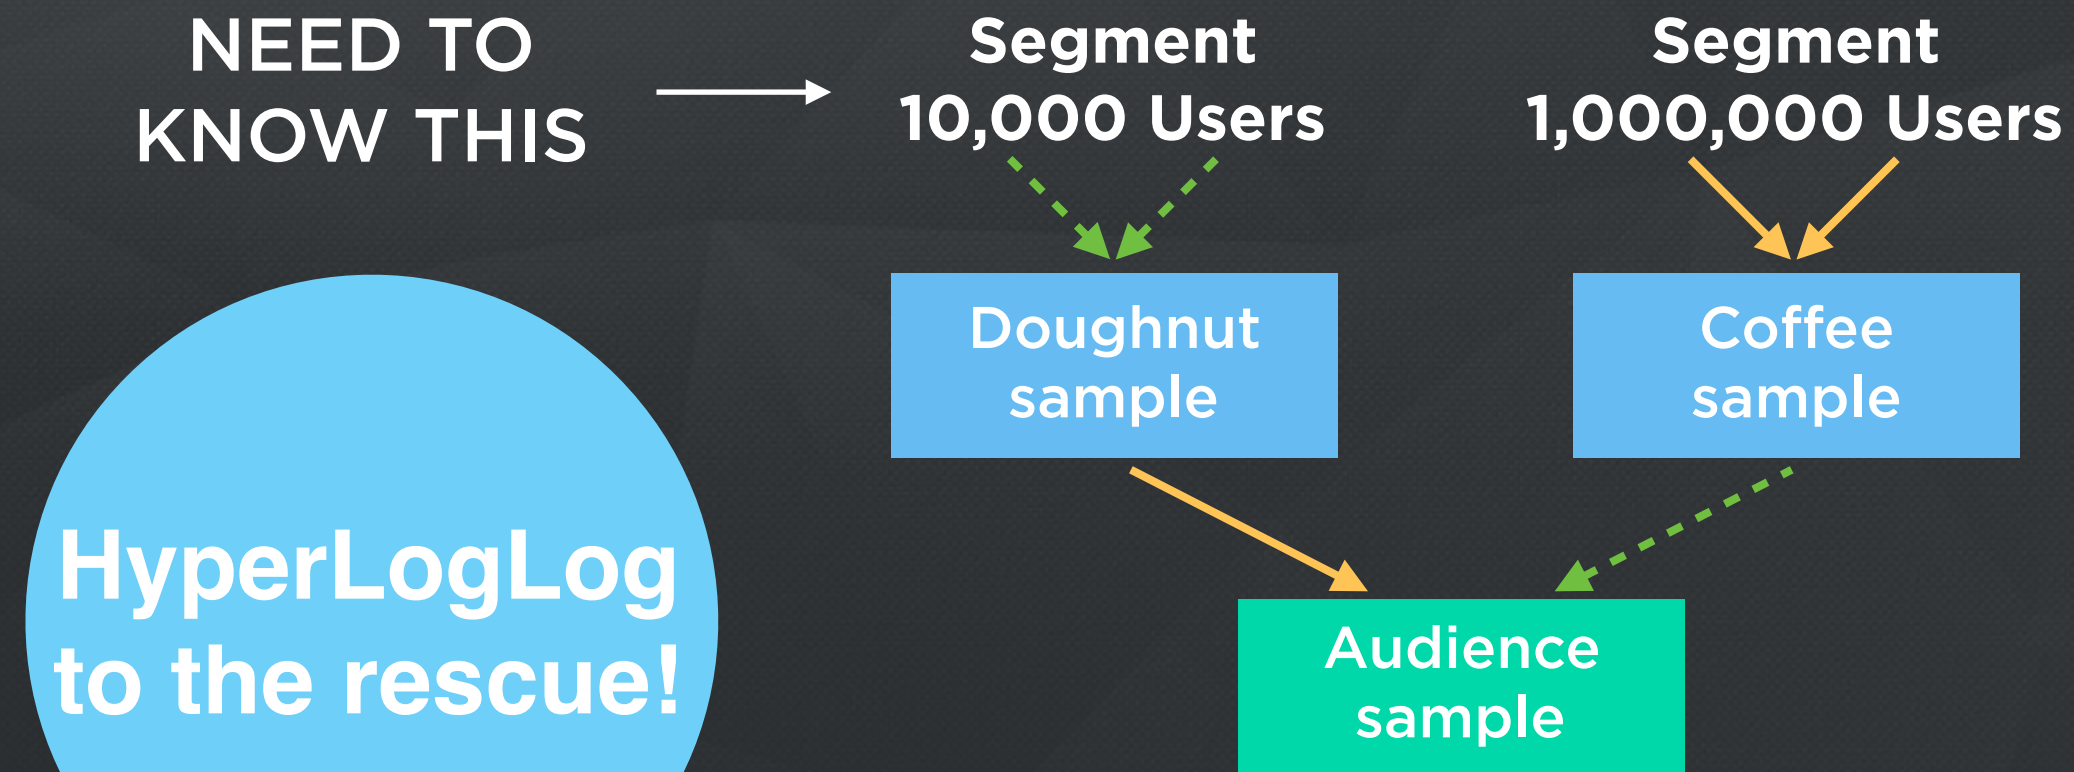 NEED TO
KNOW THIS
Segment
10,000 Users
Segment
1,000,000 Users
Doughnut
sample
Coffee
sample
HyperLogLog
to the rescue!
Audience
sample